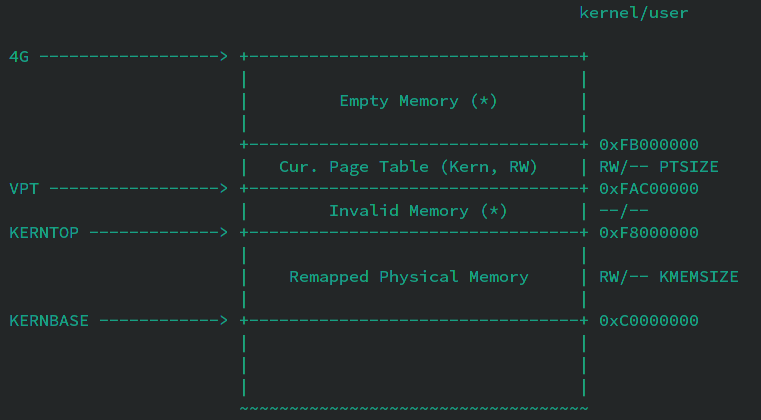 kernel/user
4G ------------------> +---------------------------------+
                       |                                 |
                       |         Empty Memory (*)        |
                       |                                 |
                       +---------------------------------+ 0xFB000000
                       |   Cur. Page Table (Kern, RW)    | RW/-- PTSIZE
VPT -----------------> +---------------------------------+ 0xFAC00000
                       |        Invalid Memory (*)       | --/--
KERNTOP -------------> +---------------------------------+ 0xF8000000
                       |                                 |
                       |    Remapped Physical Memory     | RW/-- KMEMSIZE
                       |                                 |
KERNBASE ------------> +---------------------------------+ 0xC0000000
                       |                                 |
                       |                                 |
                       |                                 |
                       ~~~~~~~~~~~~~~~~~~~~~~~~~~~~~~~~~~~